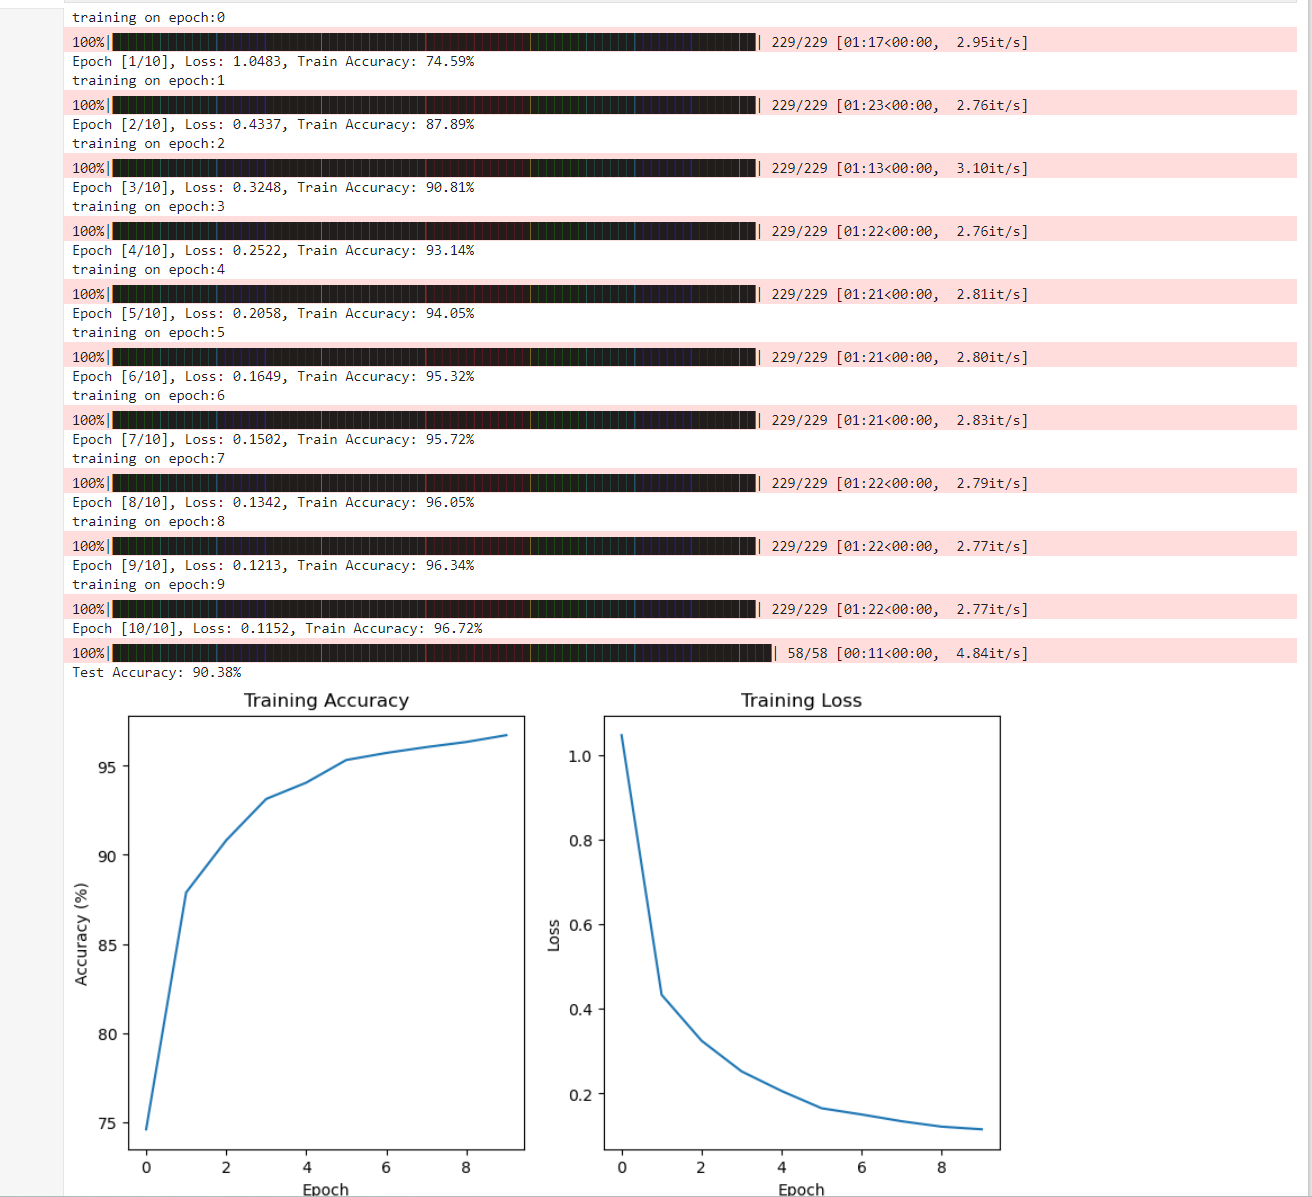 training on epoch:0
100%| | 229/229 [01:17<00:00,  2.95it/s]
Epoch [1/10], Loss: 1.0483, Train Accuracy: 74.59%
training on epoch:1
100%| | 229/229 [01:23<00:00,  2.76it/s]
Epoch [2/10], Loss: 0.4337, Train Accuracy: 87.89%
training on epoch:2
100%| | 229/229 [01:13<00:00,  3.10it/s]
Epoch [3/10], Loss: 0.3248, Train Accuracy: 90.81%
training on epoch:3
100%| | 229/229 [01:22<00:00,  2.76it/s]
Epoch [4/10], Loss: 0.2522, Train Accuracy: 93.14%
training on epoch:4
100%| | 229/229 [01:21<00:00,  2.81it/s]
Epoch [5/10], Loss: 0.2058, Train Accuracy: 94.05%
training on epoch:5
100%| | 229/229 [01:21<00:00,  2.80it/s]
Epoch [6/10], Loss: 0.1649, Train Accuracy: 95.32%
training on epoch:6
100%| | 229/229 [01:21<00:00,  2.83it/s]
Epoch [7/10], Loss: 0.1502, Train Accuracy: 95.72%
training on epoch:7
100%| | 229/229 [01:22<00:00,  2.79it/s]
Epoch [8/10], Loss: 0.1342, Train Accuracy: 96.05%
training on epoch:8
100%| | 229/229 [01:22<00:00,  2.77it/s]
Epoch [9/10], Loss: 0.1213, Train Accuracy: 96.34%
training on epoch:9
100%| | 229/229 [01:22<00:00,  2.77it/s]
Epoch [10/10], Loss: 0.1152, Train Accuracy: 96.72%
100%| | 58/58 [00:11<00:00,  4.84it/s]
Test Accuracy: 90.38%
Training Accuracy
95
90
85
80
75
Accuracy (%)
0 2 4 6 8
Epoch
Training Loss
1.0
0.8
0.6
0.4
0.2
Loss
0 2 4 6 8
Epoch